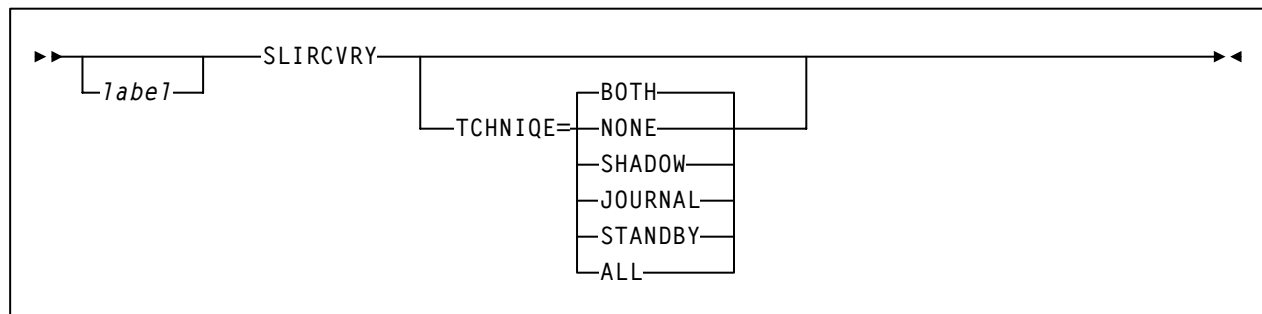 SLIRCVRY
label
BOTH
TCHNIQE= NONE
SHADOW
JOURNAL
STANDBY
ALL